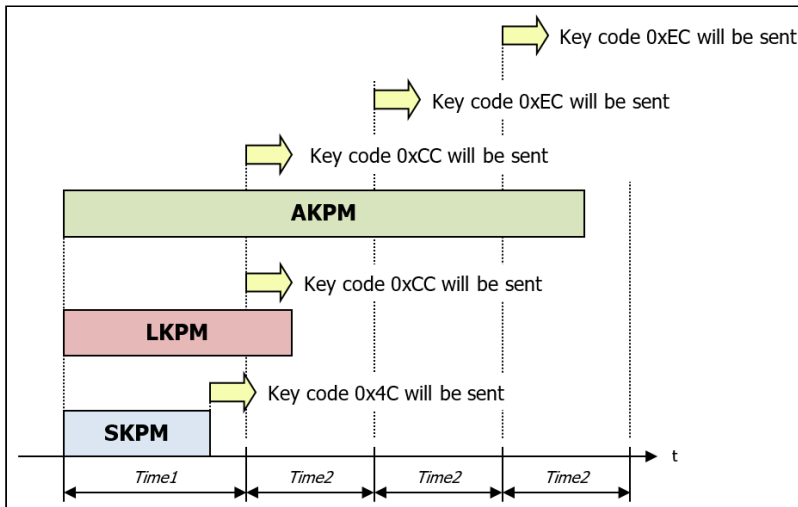 Key code 0xEC will be sent
Key code 0xEC will be sent
Key code 0xCC will be sent
AKPM
Key code 0xCC will be sent
LKPM
Key code 0x4C will be sent
SKPM
t
Time1
Time2
Time2
Time2